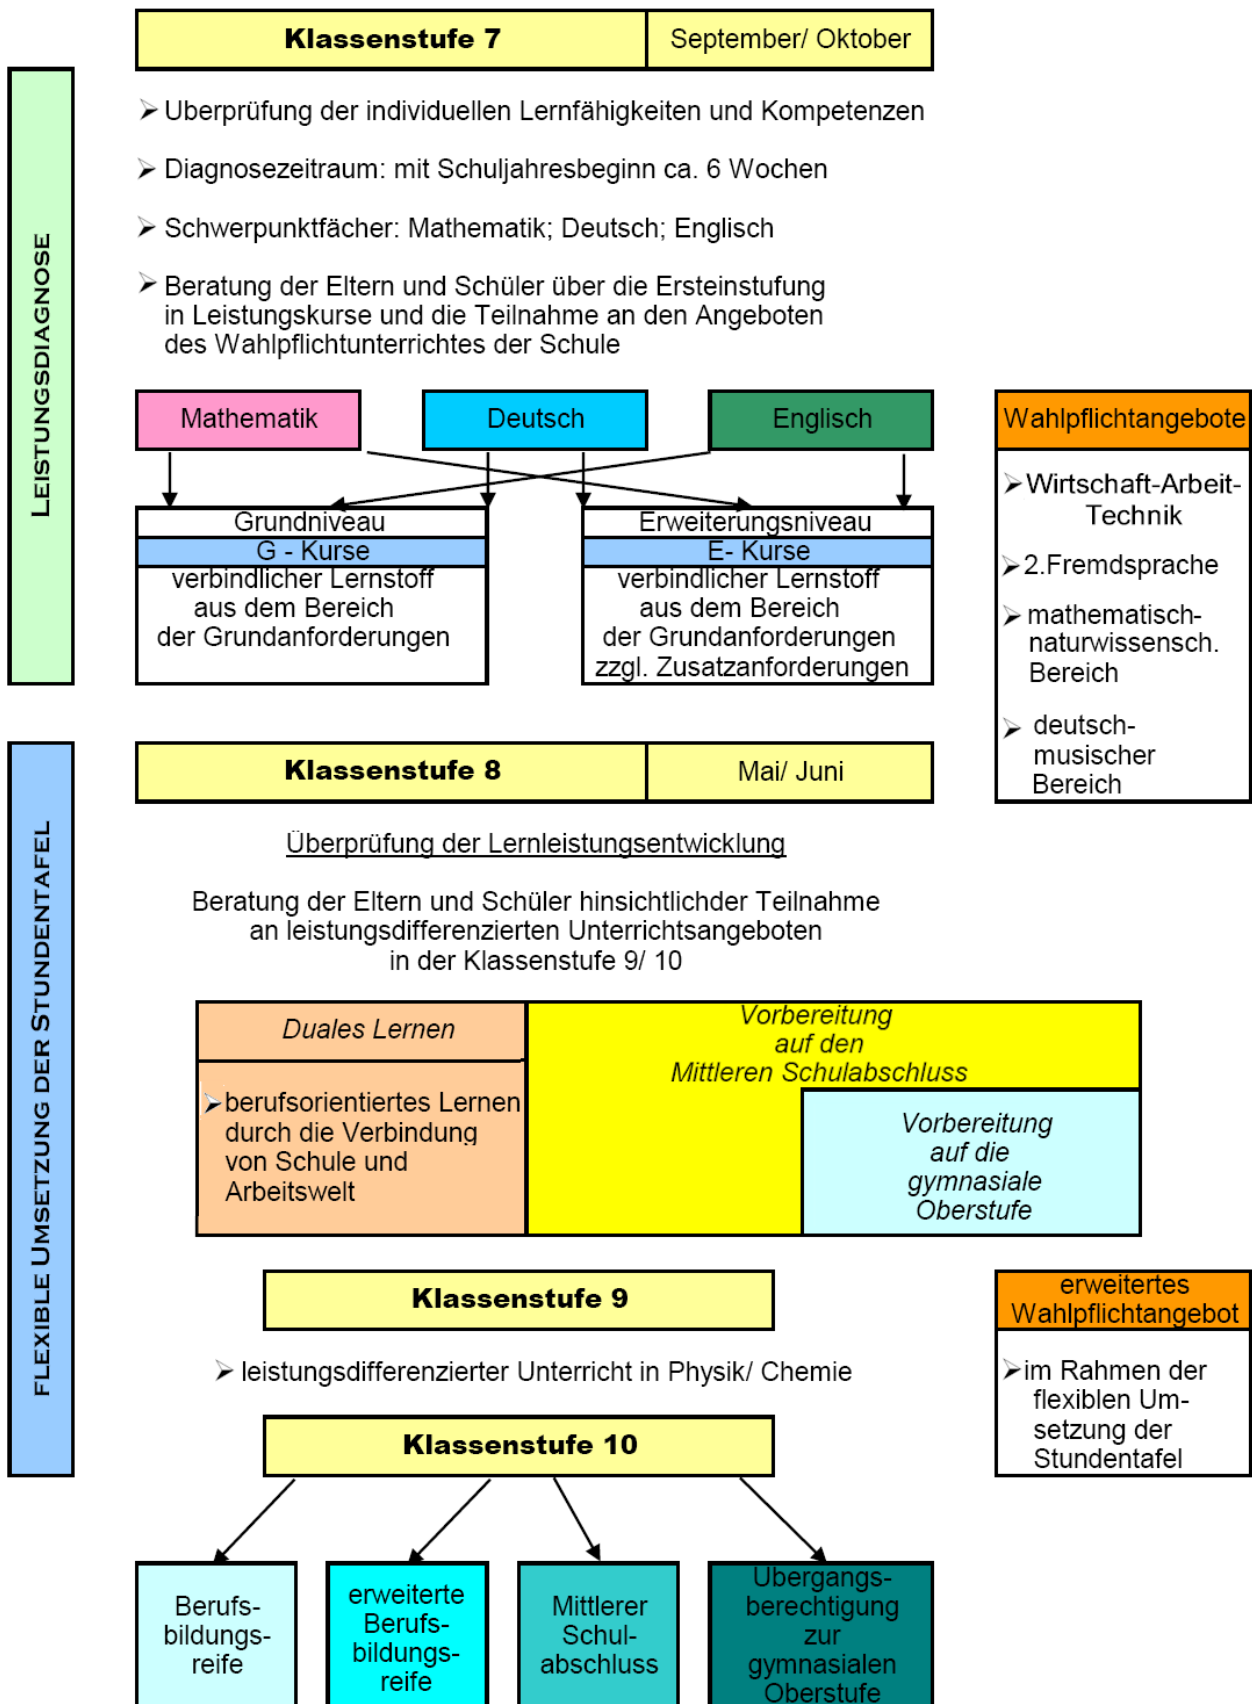 Klassenstufe 7
September/ Oktober
LEISTUNGSDIAGNOSE
➢ Uberprüfung der individuellen Lernfähigkeiten und Kompetenzen
➢ Diagnosezeitraum: mit Schuljahresbeginn ca. 6 Wochen
➢ Schwerpunktfächer: Mathematik; Deutsch; Englisch
➢ Beratung der Eltern und Schüler über die Ersteinstufung
in Leistungskurse und die Teilnahme an den Angeboten
des Wahlpflichtunterrichtes der Schule
Mathematik
Deutsch
Englisch
Grundniveau
G - Kurse
verbindlicher Lernstoff
aus dem Bereich
der Grundanforderungen
Erweiterungsniveau
E- Kurse
verbindlicher Lernstoff
aus dem Bereich
der Grundanforderungen
zzgl. Zusatzanforderungen
Wahlpflichtangebote
➢ Wirtschaft-Arbeit-
Technik
➢ 2.Fremdsprache
➢ mathematisch-
naturwissensch.
Bereich
➢ deutsch-
musischer
Bereich
FLEXIBLE UMSETZUNG DER STUNDENTAFEL
Klassenstufe 8
Mai/ Juni
Überprüfung der Lernleistungsentwicklung
Beratung der Eltern und Schüler hinsichtlichder Teilnahme
an leistungsdifferenzierten Unterrichtsangeboten
in der Klassenstufe 9/ 10
Duales Lernen
➢ berufsorientiertes Lernen
durch die Verbindung
von Schule und
Arbeitswelt
Vorbereitung
auf den
Mittleren Schulabschluss
Vorbereitung
auf die
gymnasiale
Oberstufe
Klassenstufe 9
➢ leistungsdifferenzierter Unterricht in Physik/ Chemie
erweitertes
Wahlpflichtangebot
➢ im Rahmen der
flexiblen Um-
setzung der
Stundentafel
Klassenstufe 10
Berufs-
bildungs-
reife
erweiterte
Berufs-
bildungs-
reife
Mittlerer
Schul-
abschluss
Ubergangs-
berechtigung
zur
gymnasialen
Oberstufe